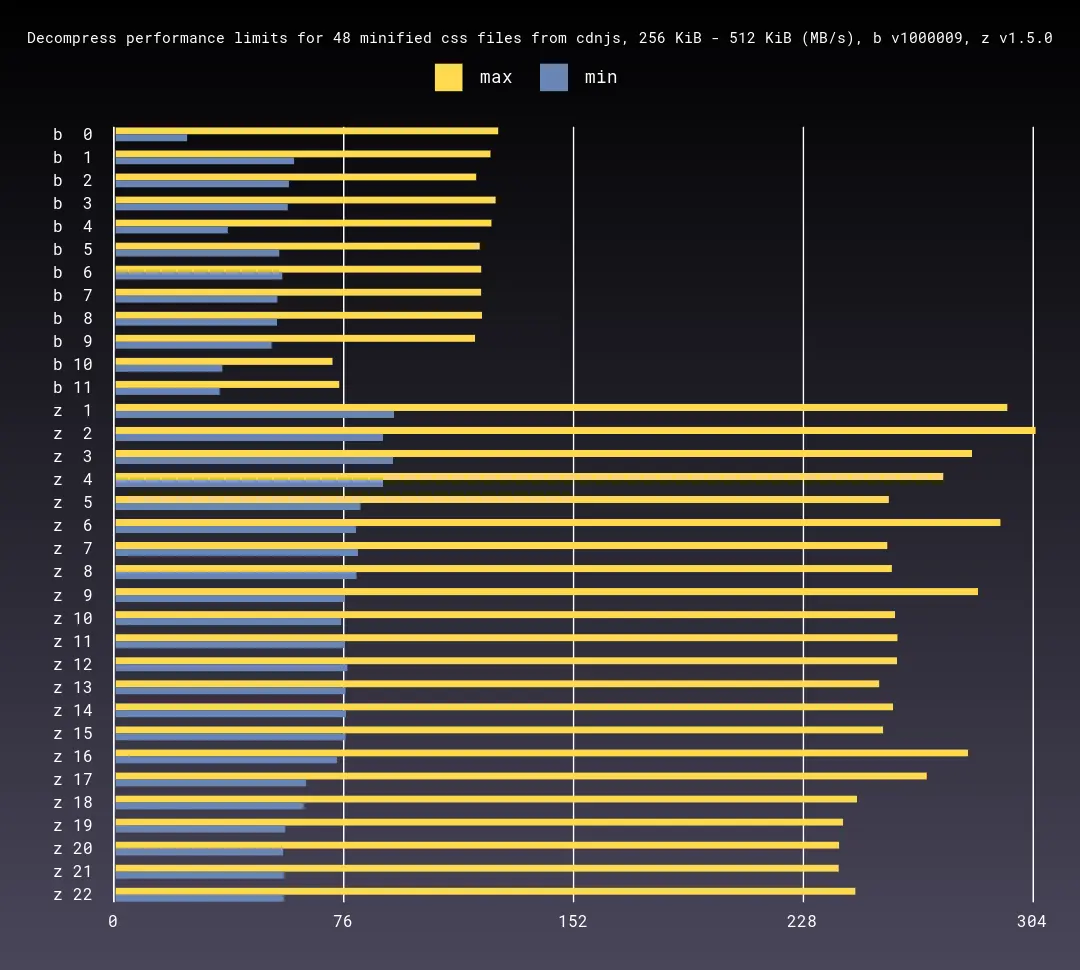 Decompress performance limits for 48 minified css files from cdnjs, 256 KiB - 512 KiB (MB/s), b v1000009, z v1.5.0
max min
b 0
b 1
b 2
b 3
b 4
b 5
b 6
b 7
b 8
b 9
b 10
b 11
z 1
z 2
z 3
z 4
z 5
z 6
z 7
z 8
z 9
z 10
z 11
z 12
z 13
z 14
z 15
z 16
z 17
z 18
z 19
z 20
z 21
z 22
0 76 152 228 304